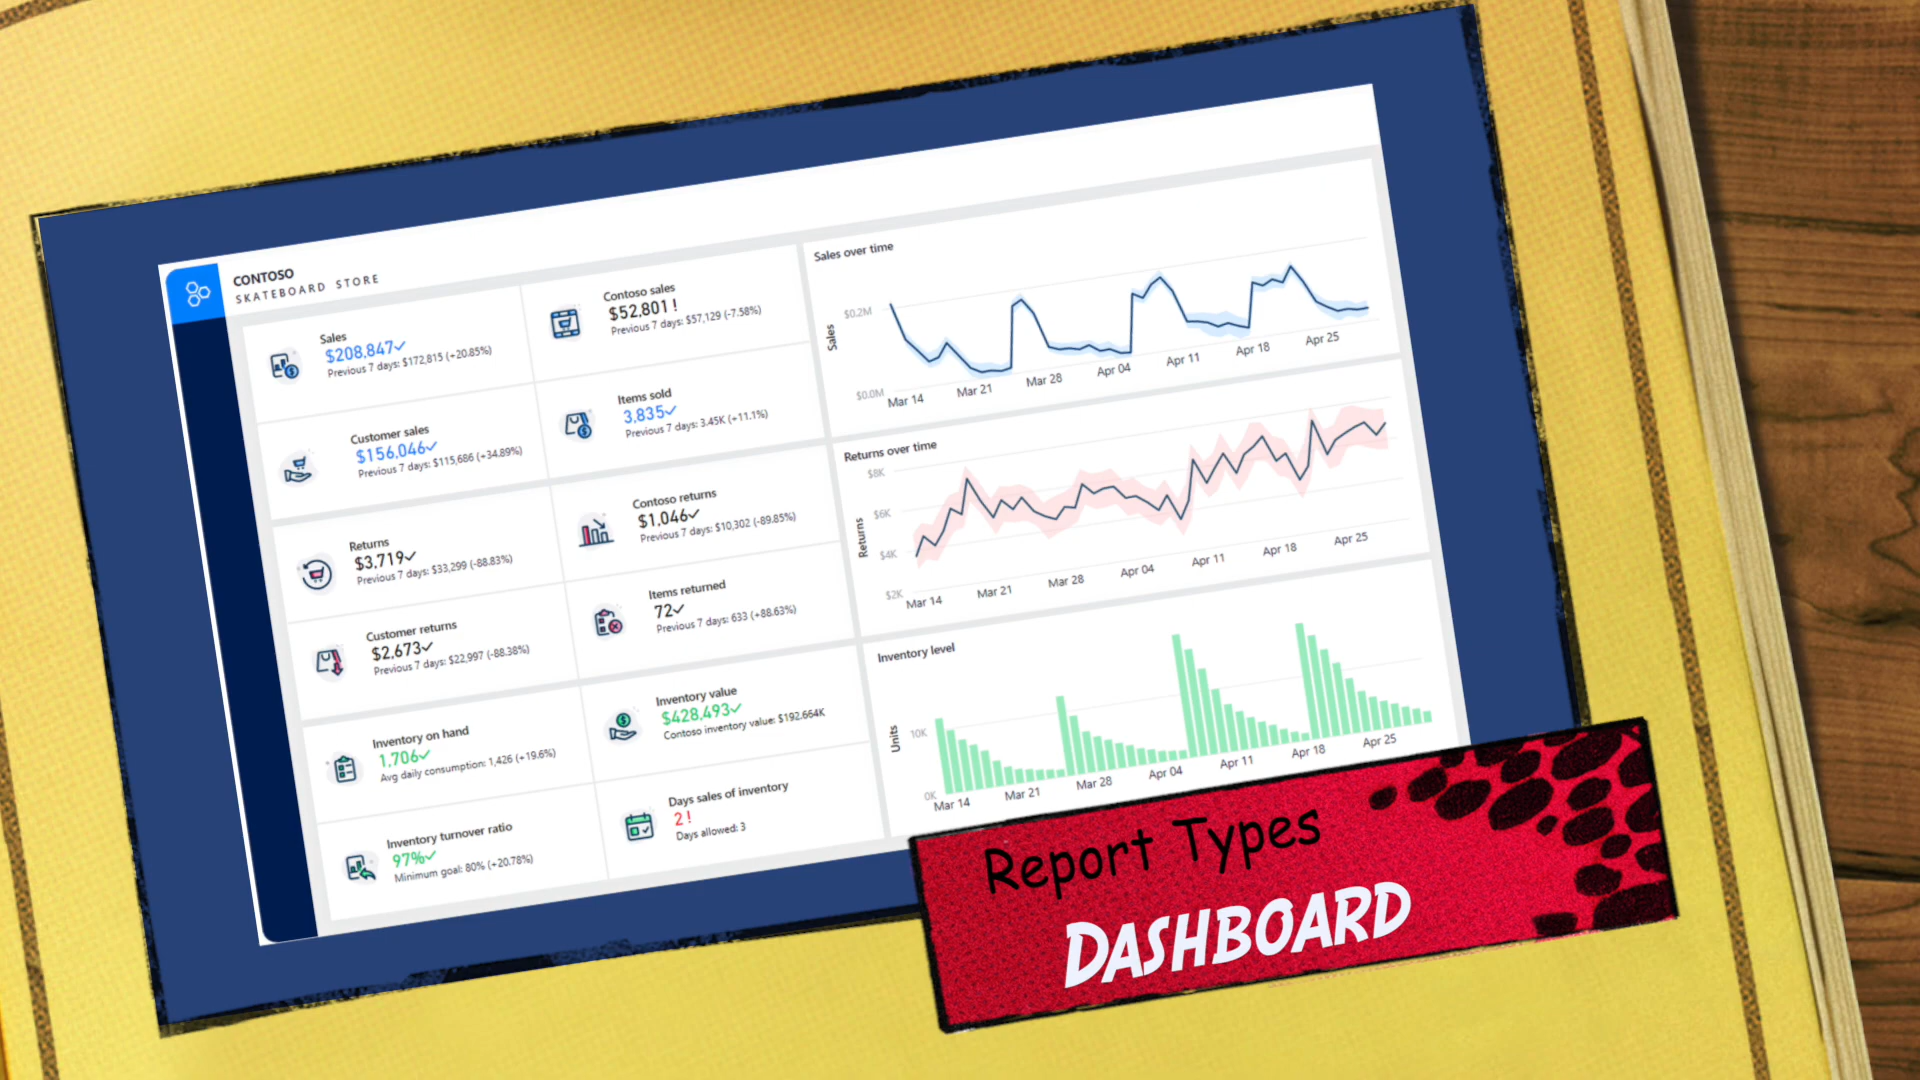 CONTOSO
SKATEBOARD STORE
Sales
$208,847✓
Previous 7 days: $172,815 (+20.85%)
Contoso sales
$52,801 !
Previous 7 days: $57,129 (-7.58%)
Customer sales
$156,046✓
Previous 7 days: $115,686 (+34.89%)
Items sold
3,835✓
Previous 7 days: 3.45K (+11.1%)
Returns
$3,719✓
Previous 7 days: $33,299 (-88.83%)
Contoso returns
$1,046✓
Previous 7 days: $10,302 (-89.85%)
Customer returns
$2,673✓
Previous 7 days: $22,997 (-88.38%)
Items returned
72✓
Previous 7 days: 633 (+88.63%)
Inventory on hand
1,706✓
Avg daily consumption: 1,426 (+19.6%)
Inventory value
$428,493✓
Contoso inventory value: $192.664K
Inventory turnover ratio
97%✓
Minimum goal: 80% (+20.78%)
Days sales of inventory
2 !
Days allowed: 3
Sales over time
Sales
$0.2M
$0.0M
Mar 14 Mar 21 Mar 28 Apr 04 Apr 11 Apr 18 Apr 25
Returns over time
Returns
$8K
$6K
$4K
$2K
Mar 14 Mar 21 Mar 28 Apr 04 Apr 11 Apr 18 Apr 25
Inventory level
Units
10K
0K
Mar 14 Mar 21 Mar 28 Apr 04 Apr 11 Apr 18 Apr 25
Report Types
DASHBOARD